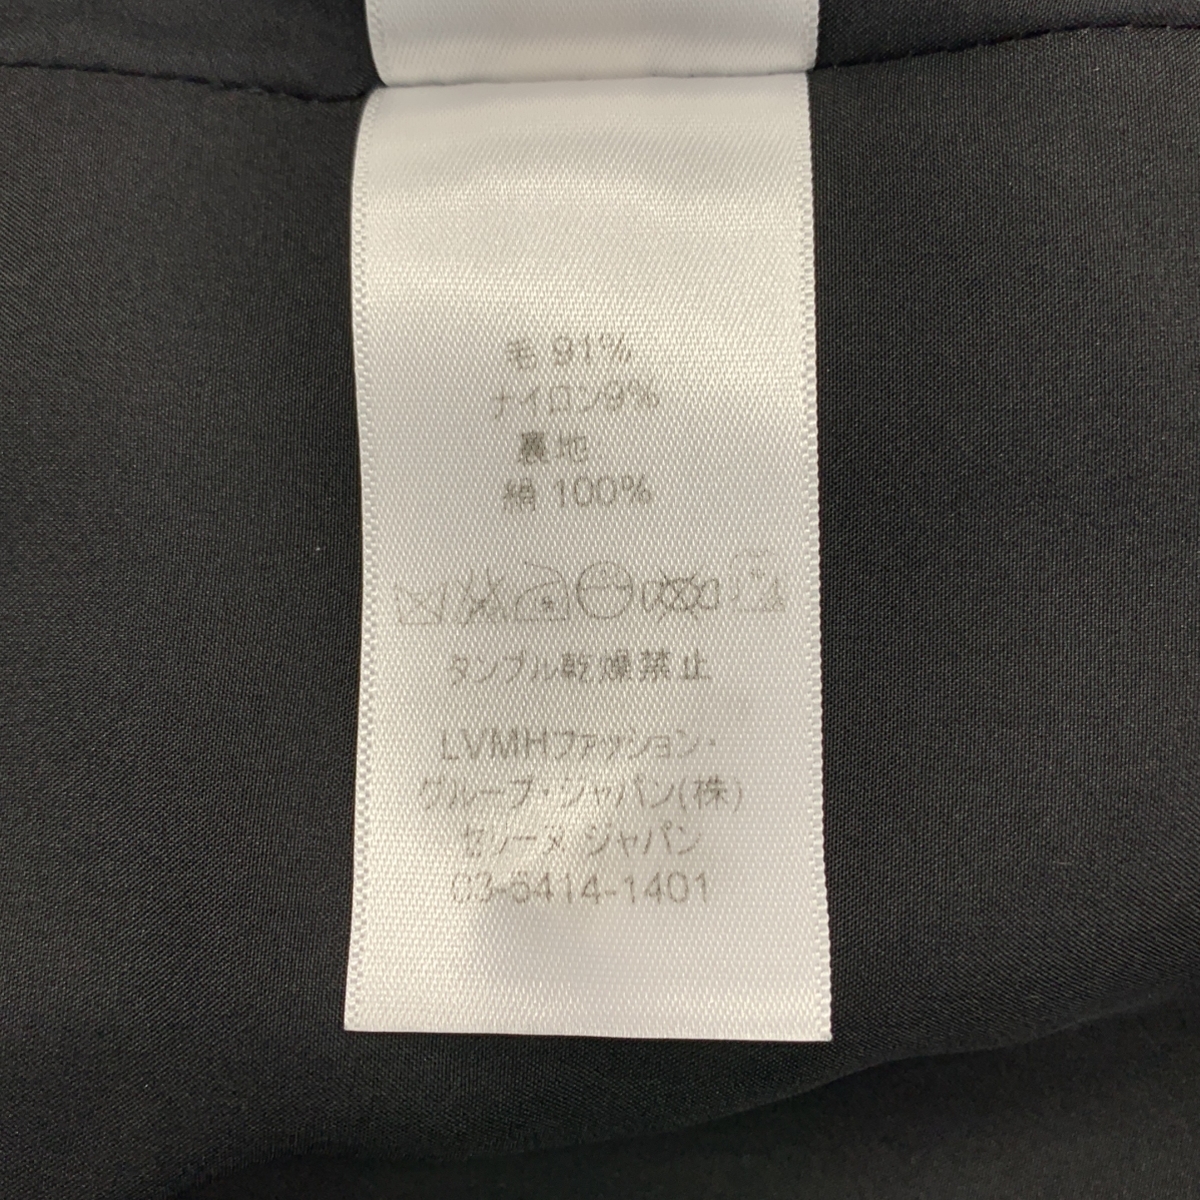 毛 91%
ナイロン9%
裏地
絹 100%
タンブル乾燥禁止
LVMHファッション・
グループ・ジャパン(株)
セリーヌ ジャパン
03-5414-1401